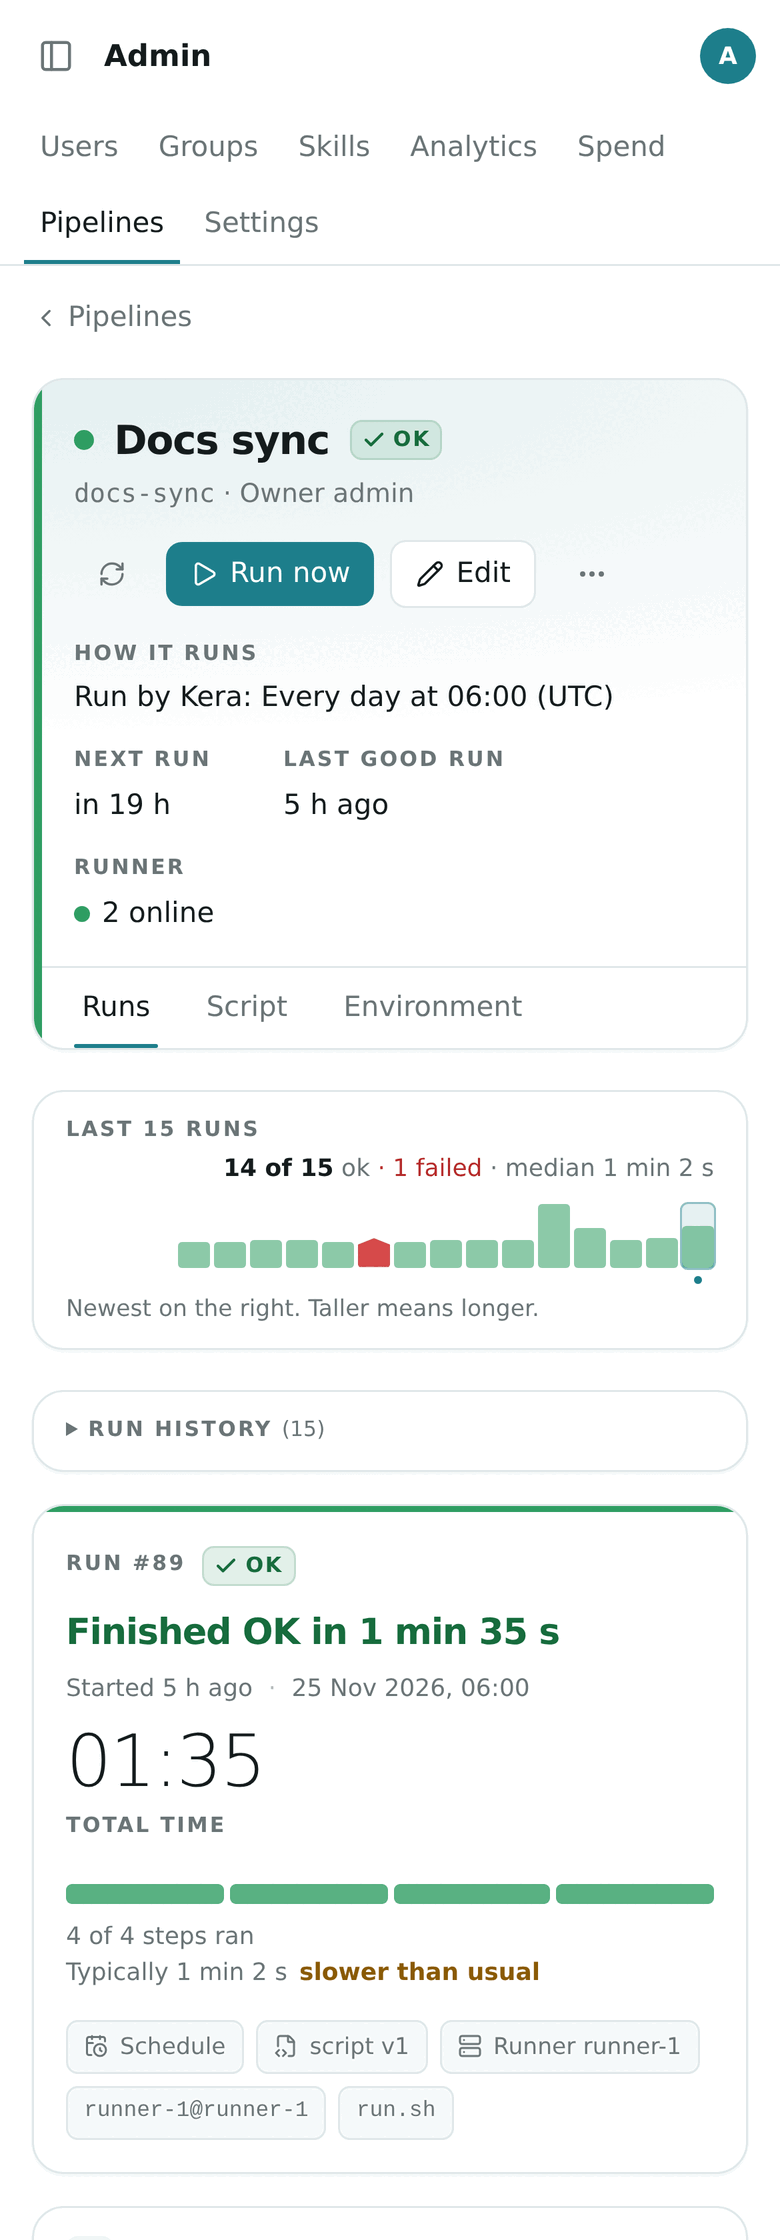 Admin
A
Users Groups Skills Analytics Spend
Pipelines Settings
Pipelines
Docs sync OK
docs-sync · Owner admin
Run now Edit
HOW IT RUNS
Run by Kera: Every day at 06:00 (UTC)
NEXT RUN LAST GOOD RUN
in 19 h 5 h ago
RUNNER
2 online
Runs Script Environment
LAST 15 RUNS
14 of 15 ok · 1 failed · median 1 min 2 s
Newest on the right. Taller means longer.
RUN HISTORY (15)
RUN #89 OK
Finished OK in 1 min 35 s
Started 5 h ago · 25 Nov 2026, 06:00
01:35
TOTAL TIME
4 of 4 steps ran
Typically 1 min 2 s slower than usual
Schedule script v1 Runner runner-1
runner-1@runner-1 run.sh